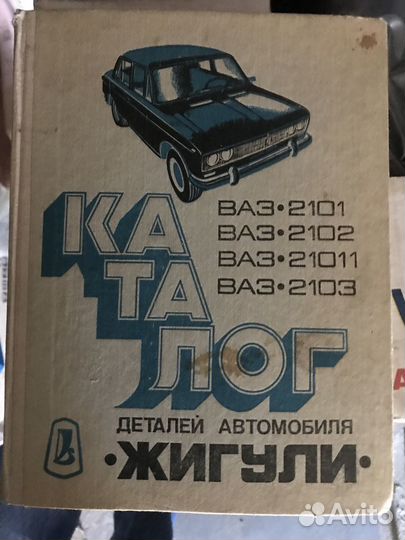 КА
ТА
ЛОГ
ВАЗ•2101
ВАЗ•2102
ВАЗ•21011
ВАЗ•2103
ДЕТАЛЕЙ АВТОМОБИЛЯ
•ЖИГУЛИ•
Avito